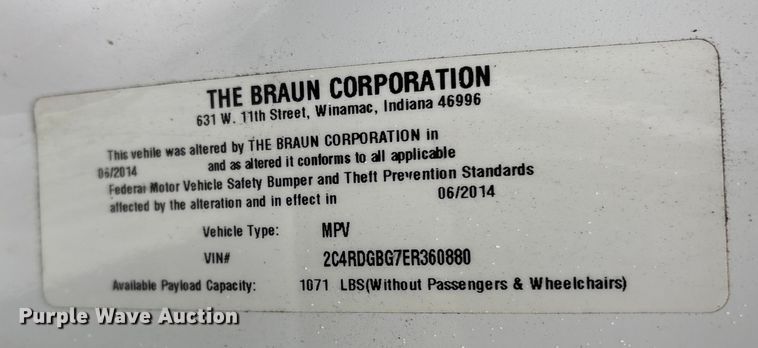 THE BRAUN CORPORATION
631 W. 11th Street, Winamac, Indiana 46996
This vehile was altered by THE BRAUN CORPORATION in
06/2014 and as altered it conforms to all applicable
Federal Motor Vehicle Safety Bumper and Theft Prevention Standards
affected by the alteration and in effect in 06/2014
Vehicle Type: MPV
VIN# 2C4RDGBG7ER360880
Available Payload Capacity: 1071 LBS(Without Passengers & Wheelchairs)
Purple Wave Auction